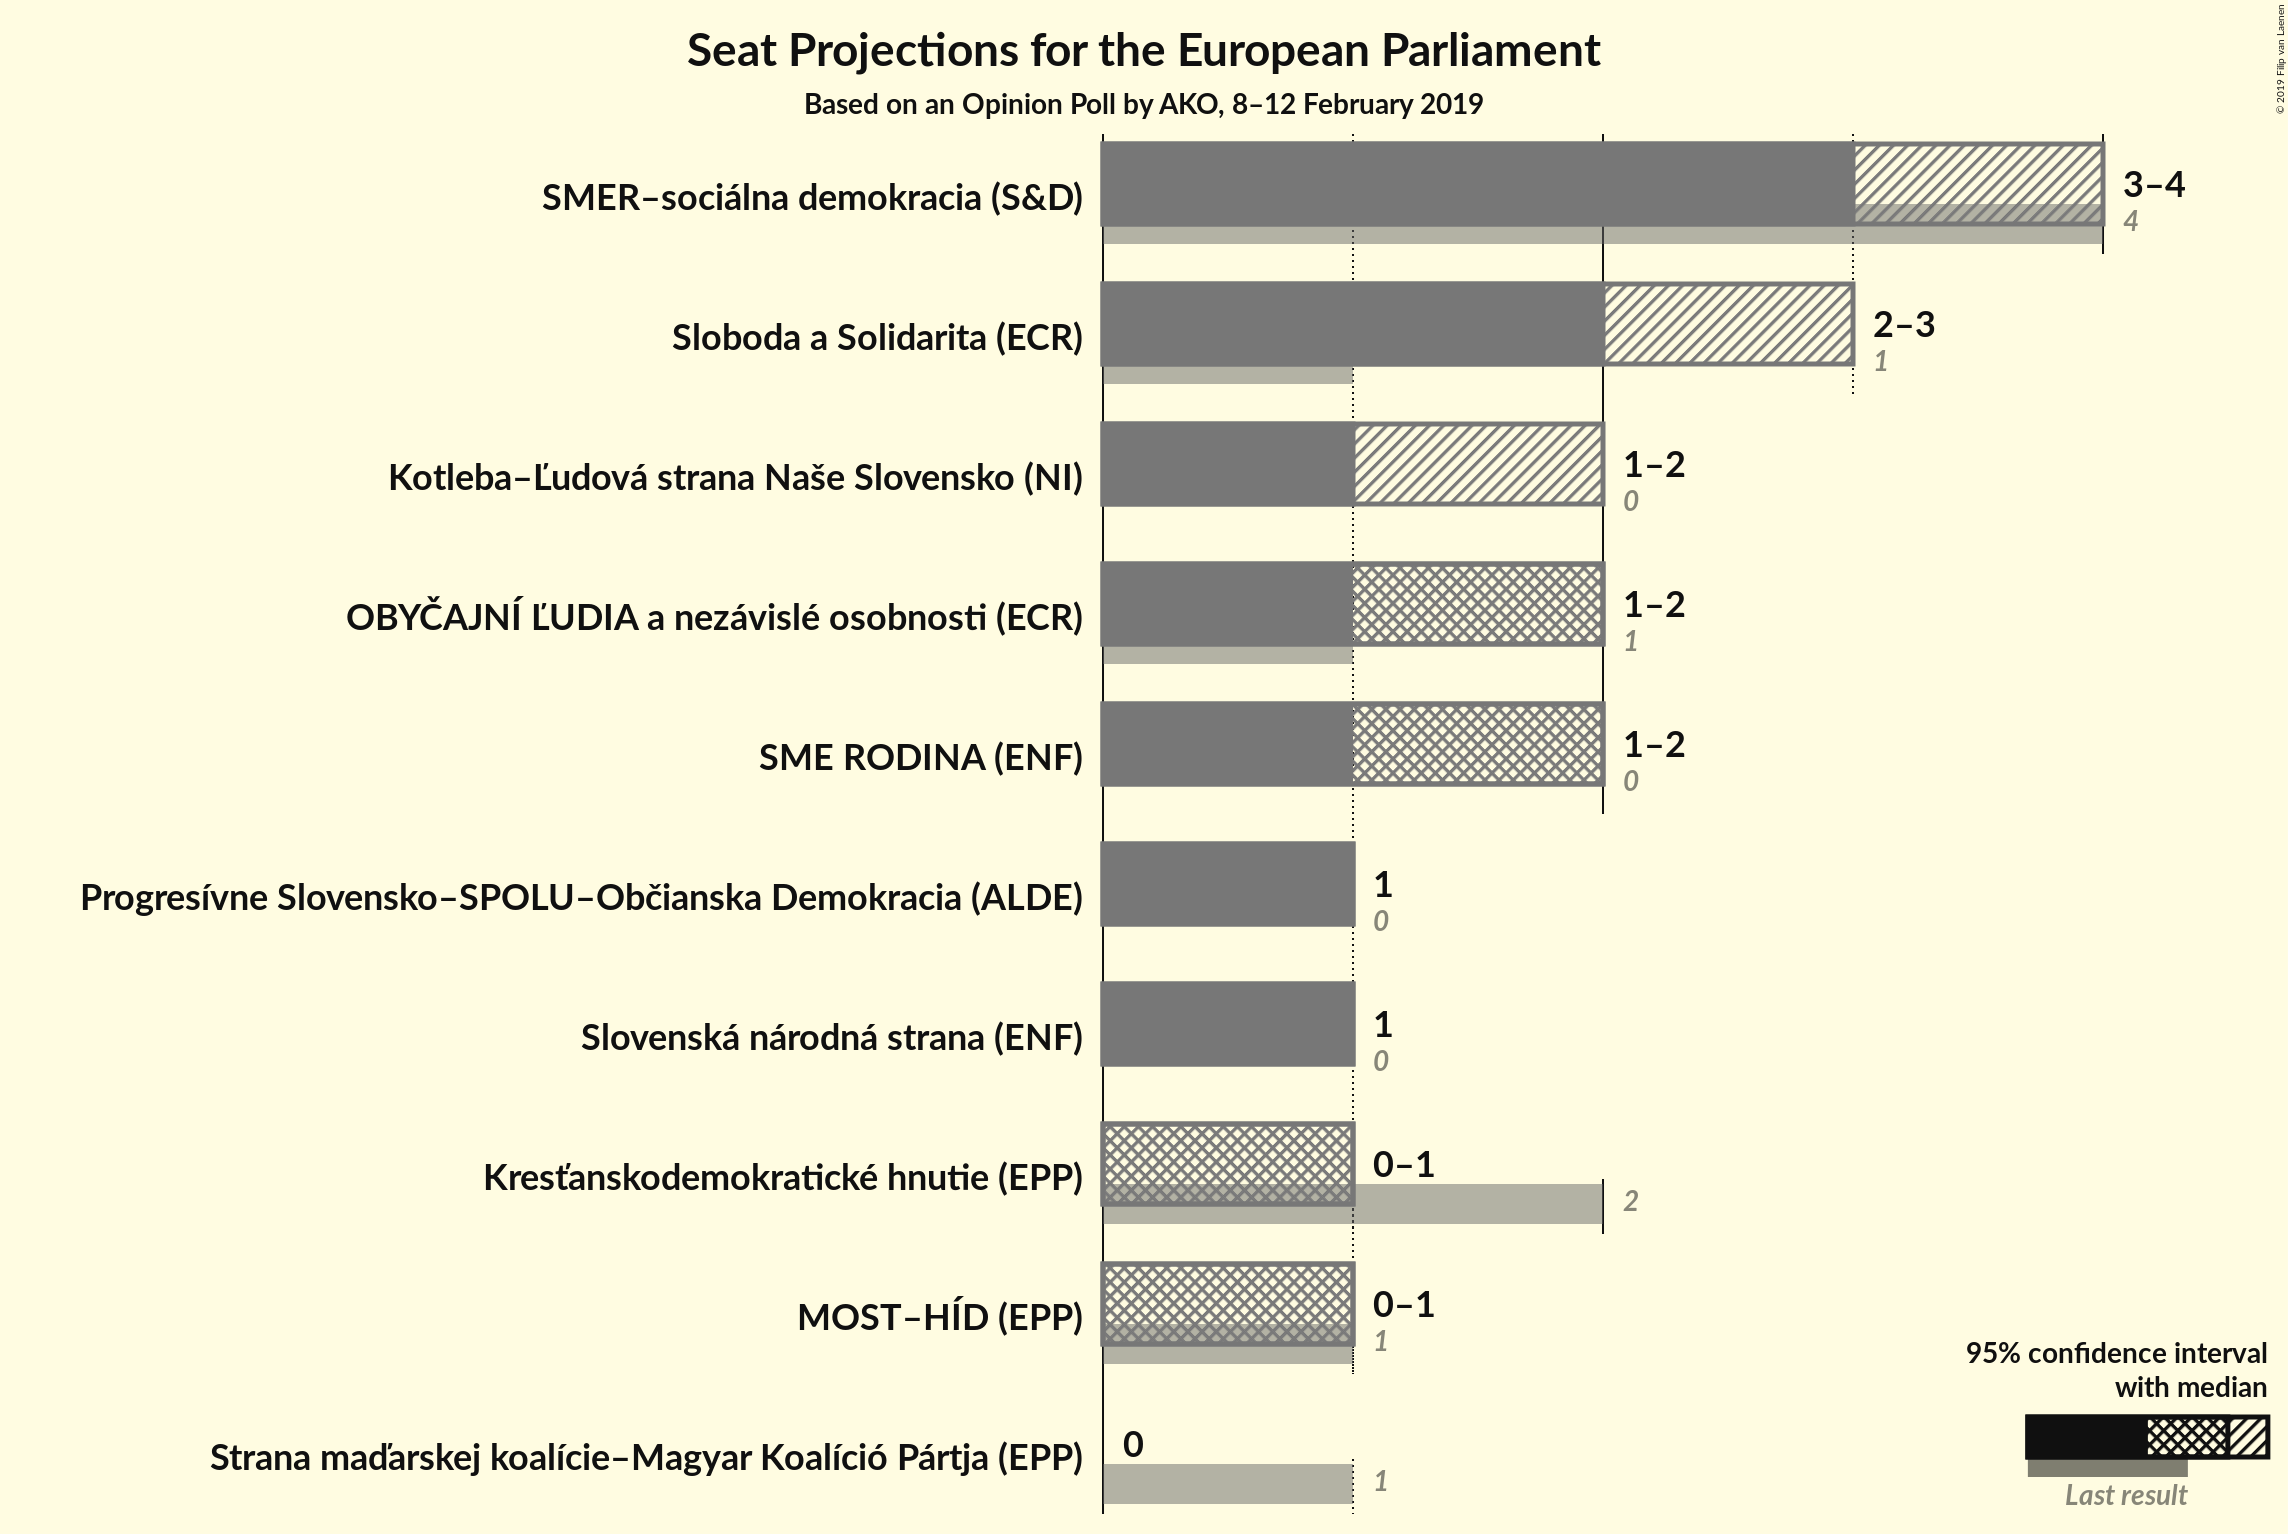 Seat Projections for the European Parliament
Based on an Opinion Poll by AKO, 8–12 February 2019
© 2019 Filip van Laenen
SMER–sociálna demokracia (S&D)
3–4
4
Sloboda a Solidarita (ECR)
2–3
1
Kotleba–Ľudová strana Naše Slovensko (NI)
1–2
0
OBYČAJNÍ ĽUDIA a nezávislé osobnosti (ECR)
1–2
1
SME RODINA (ENF)
1–2
0
Progresívne Slovensko–SPOLU–Občianska Demokracia (ALDE)
1
0
Slovenská národná strana (ENF)
1
0
Kresťanskodemokratické hnutie (EPP)
0–1
2
MOST–HÍD (EPP)
0–1
1
Strana maďarskej koalície–Magyar Koalíció Pártja (EPP)
0
1
95% confidence interval
with median
Last result